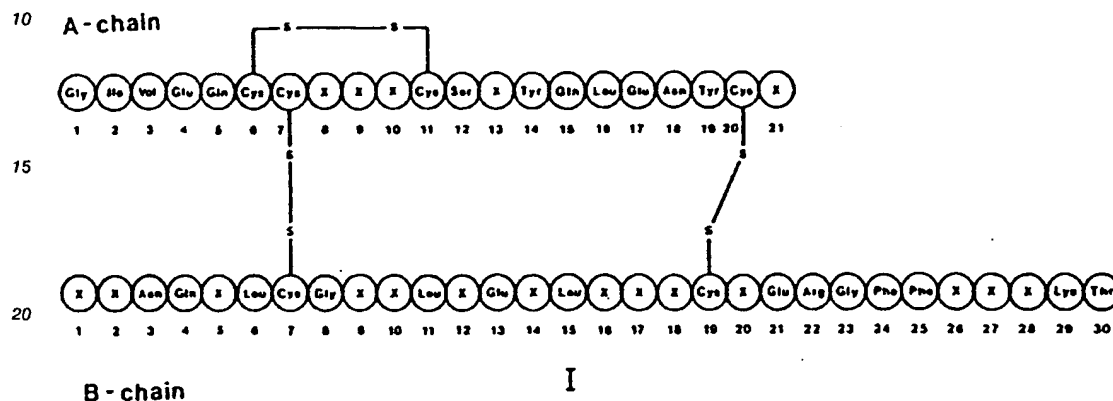 10 A-chain
S S
Gly Ile Val Glu Gln Cys Cys X X X Cys Ser X Tyr Gln Leu Glu Asn Tyr Cys X
1 2 3 4 5 6 7 8 9 10 11 12 13 14 15 16 17 18 19 20 21
15 S S
S S
X X Asn Gln X Leu Cys Gly X X Leu X Glu X Leu X X X Cys X Glu Arg Gly Phe Phe X X X Lys Thr
20
1 2 3 4 5 6 7 8 9 10 11 12 13 14 15 16 17 18 19 20 21 22 23 24 25 26 27 28 29 30
B-chain I